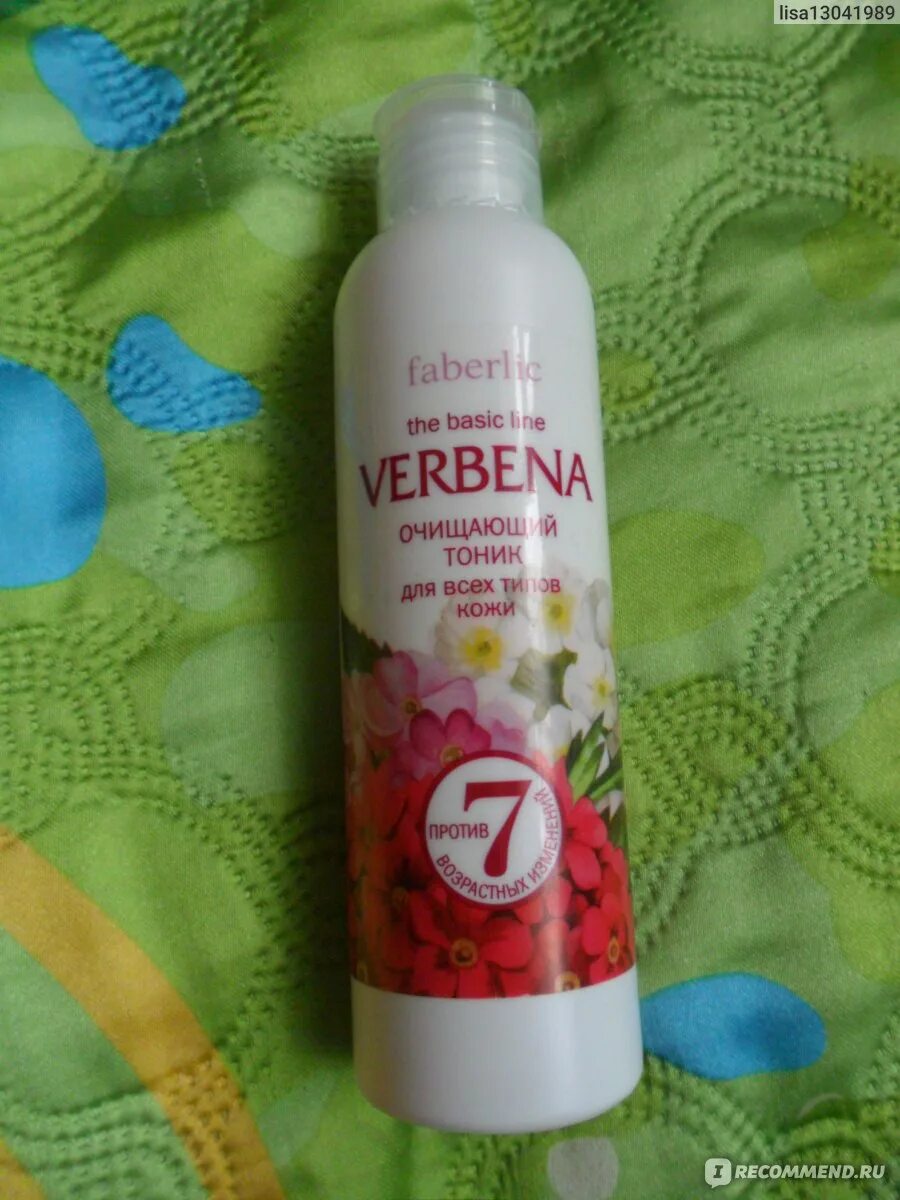 lisa13041989
faberlic
the basic line
VERBENA
ОЧИЩАЮЩИЙ
ТОНИК
для всех типов
кожи
ПРОТИВ
7
ВОЗРАСТНЫХ ИЗМЕНЕНИЙ
I RECOMMEND.RU